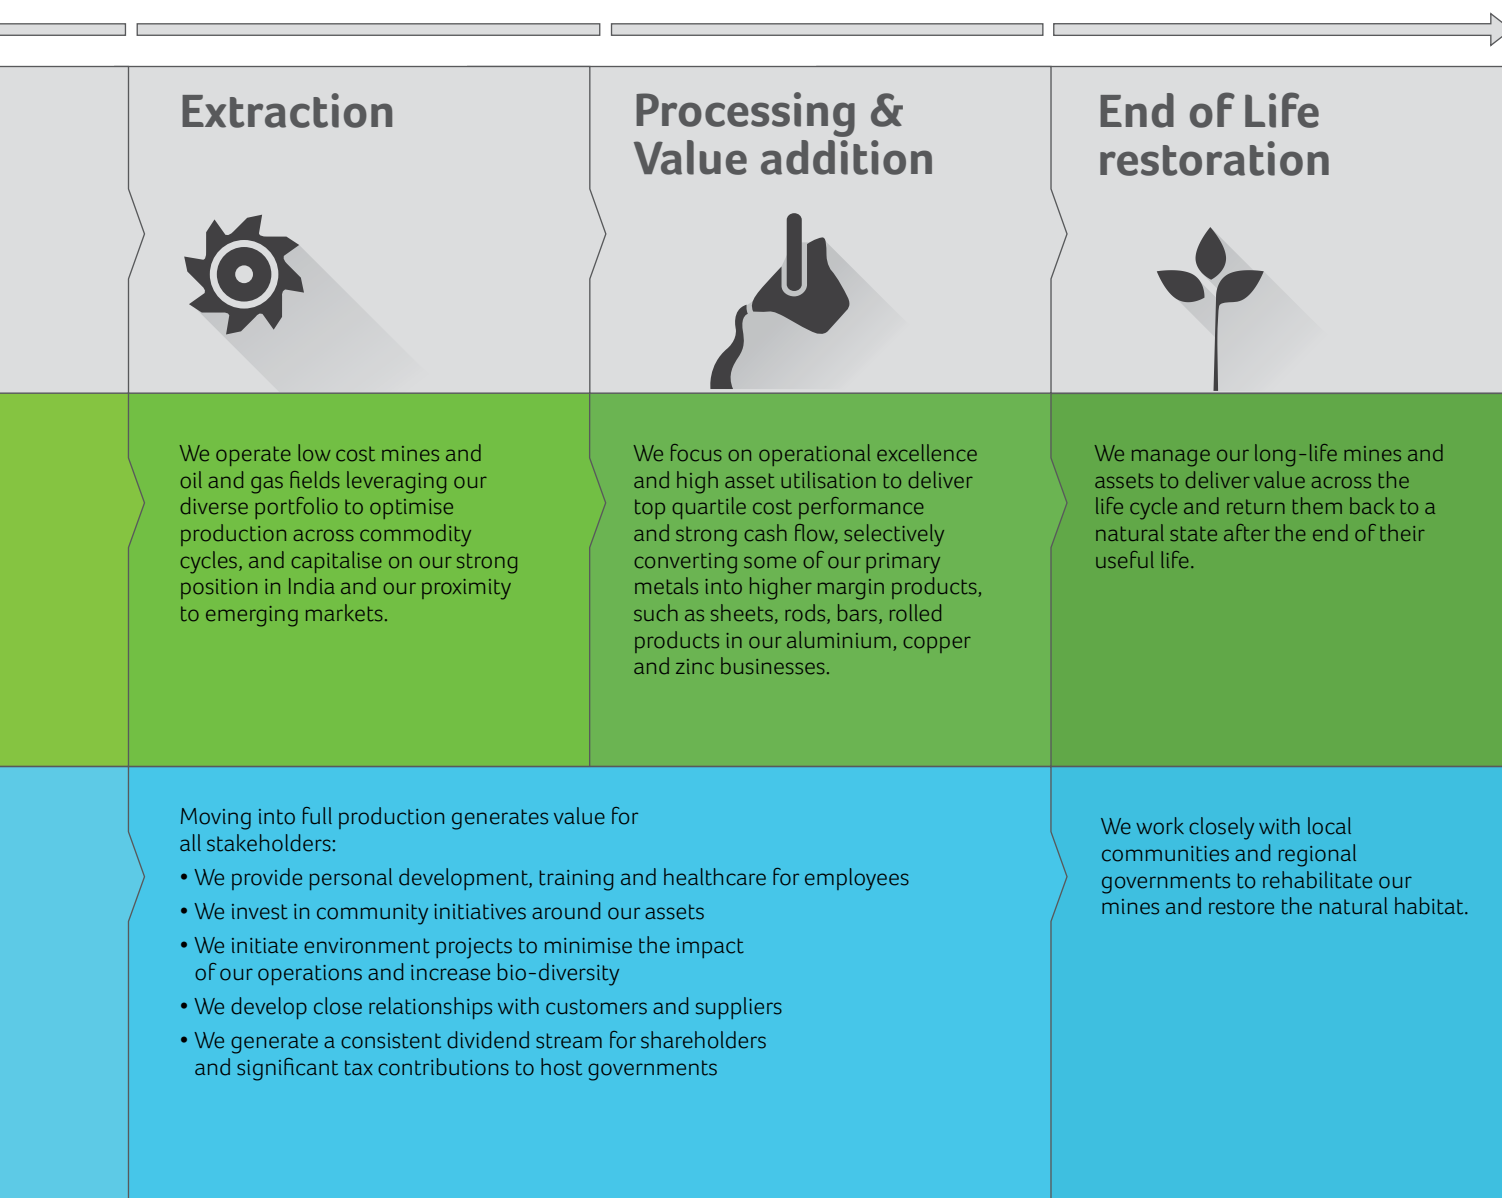 Extraction
Processing &
Value addition
End of Life
restoration
We operate low cost mines and
oil and gas fields leveraging our
diverse portfolio to optimise
production across commodity
cycles, and capitalise on our strong
position in India and our proximity
to emerging markets.
We focus on operational excellence
and high asset utilisation to deliver
top quartile cost performance
and strong cash flow, selectively
converting some of our primary
metals into higher margin products,
such as sheets, rods, bars, rolled
products in our aluminium, copper
and zinc businesses.
We manage our long-life mines and
assets to deliver value across the
life cycle and return them back to a
natural state after the end of their
useful life.
Moving into full production generates value for
all stakeholders:
• We provide personal development, training and healthcare for employees
• We invest in community initiatives around our assets
• We initiate environment projects to minimise the impact
of our operations and increase bio-diversity
• We develop close relationships with customers and suppliers
• We generate a consistent dividend stream for shareholders
and significant tax contributions to host governments
We work closely with local
communities and regional
governments to rehabilitate our
mines and restore the natural habitat.